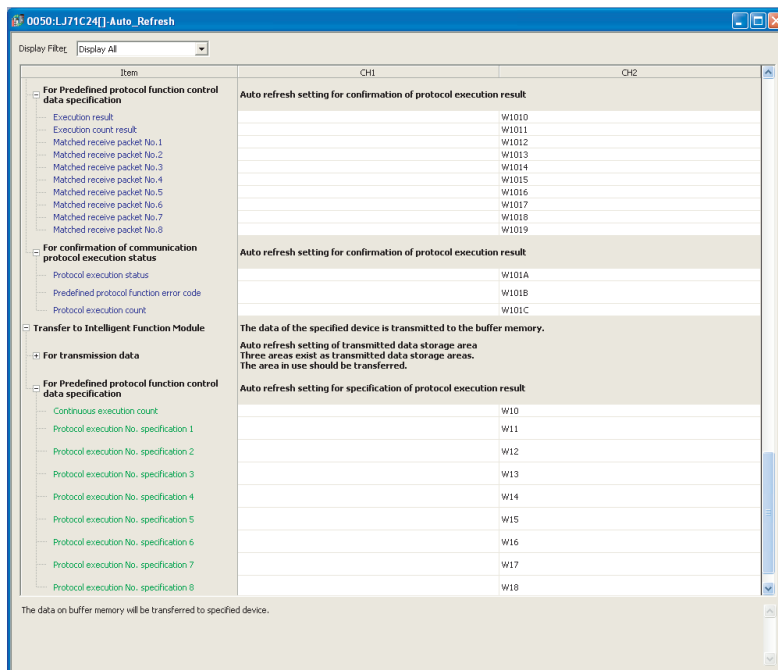 0050:LJ71C24[]-Auto_Refresh
Display Filter Display All
Item CH1 CH2
For Predefined protocol function control
data specification
Auto refresh setting for confirmation of protocol execution result
Execution result W1010
Execution count result W1011
Matched receive packet No.1 W1012
Matched receive packet No.2 W1013
Matched receive packet No.3 W1014
Matched receive packet No.4 W1015
Matched receive packet No.5 W1016
Matched receive packet No.6 W1017
Matched receive packet No.7 W1018
Matched receive packet No.8 W1019
For confirmation of communication
protocol execution status
Auto refresh setting for confirmation of protocol execution result
Protocol execution status W101A
Predefined protocol function error code W101B
Protocol execution count W101C
Transfer to Intelligent Function Module The data of the specified device is transmitted to the buffer memory.
For transmission data
Auto refresh setting of transmitted data storage area
Three areas exist as transmitted data storage areas.
The area in use should be transferred.
For Predefined protocol function control
data specification
Auto refresh setting for specification of protocol execution result
Continuous execution count W10
Protocol execution No. specification 1 W11
Protocol execution No. specification 2 W12
Protocol execution No. specification 3 W13
Protocol execution No. specification 4 W14
Protocol execution No. specification 5 W15
Protocol execution No. specification 6 W16
Protocol execution No. specification 7 W17
Protocol execution No. specification 8 W18
The data on buffer memory will be transferred to specified device.